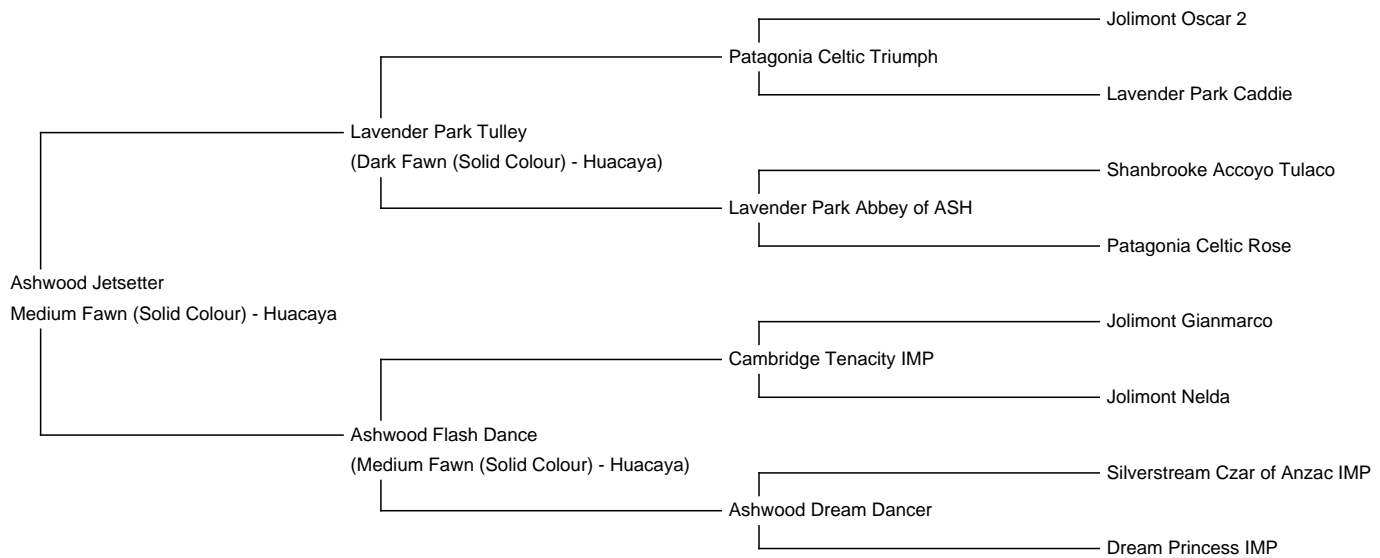 Jolimont Oscar 2
Patagonia Celtic Triumph
Lavender Park Caddie
Lavender Park Tulley
(Dark Fawn (Solid Colour) - Huacaya)
Shanbrooke Accoyo Tulaco
Lavender Park Abbey of ASH
Patagonia Celtic Rose
Ashwood Jetsetter
Medium Fawn (Solid Colour) - Huacaya
Jolimont Gianmarco
Cambridge Tenacity IMP
Jolimont Nelda
Ashwood Flash Dance
(Medium Fawn (Solid Colour) - Huacaya)
Silverstream Czar of Anzac IMP
Ashwood Dream Dancer
Dream Princess IMP